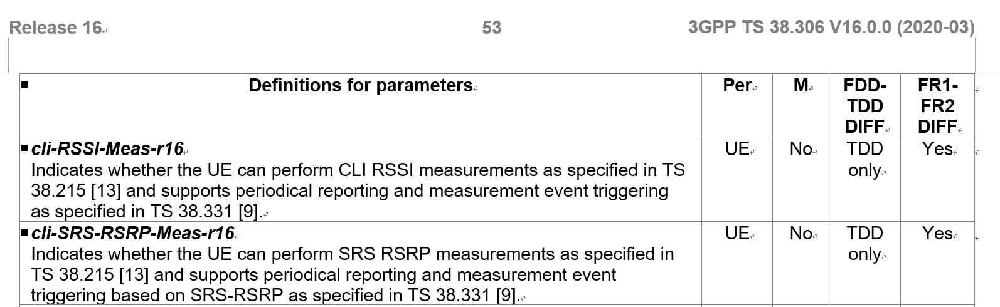 Release 16 53 3GPP TS 38.306 V16.0.0 (2020-03)
Definitions for parameters Per M FDD-TDD DIFF FR1-FR2 DIFF
cli-RSSI-Meas-r16 UE No TDD only Yes
Indicates whether the UE can perform CLI RSSI measurements as specified in TS
38.215 [13] and supports periodical reporting and measurement event triggering
as specified in TS 38.331 [9].
cli-SRS-RSRP-Meas-r16 UE No TDD only Yes
Indicates whether the UE can perform SRS RSRP measurements as specified in
TS 38.215 [13] and supports periodical reporting and measurement event
triggering based on SRS-RSRP as specified in TS 38.331 [9].